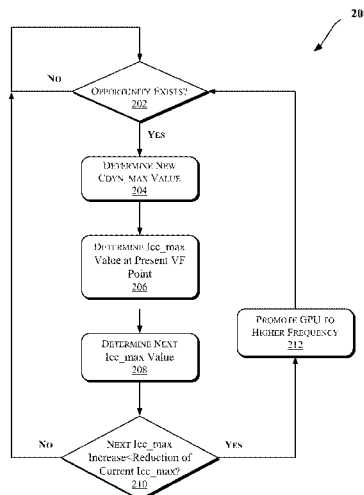 20
NO
OPPORTUNITY EXISTS?
202
YES
DETERMINE NEW
CDYN_MAX VALUE
204
DETERMINE Icc_max
VALUE AT PRESENT VF
POINT
206
DETERMINE NEXT
Icc_max VALUE
208
PROMOTE GPU TO
HIGHER FREQUENCY
212
NO
NEXT Icc_max
INCREASE<REDUCTION OF
CURRENT Icc_max?
210
YES